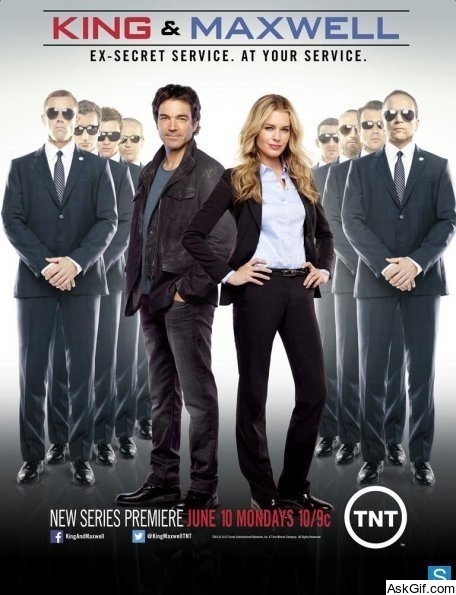 KING & MAXWELL
EX-SECRET SERVICE. AT YOUR SERVICE.
NEW SERIES PREMIERE JUNE 10 MONDAYS 10/9c
TNT
KingAndMaxwell
@KingMaxwellTNT
S
AskGif.com